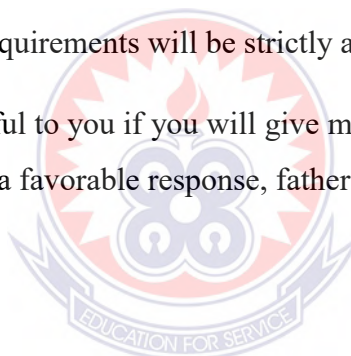 quirements will be strictly a
ful to you if you will give m
a favorable response, father
EDUCATION FOR SERVICE